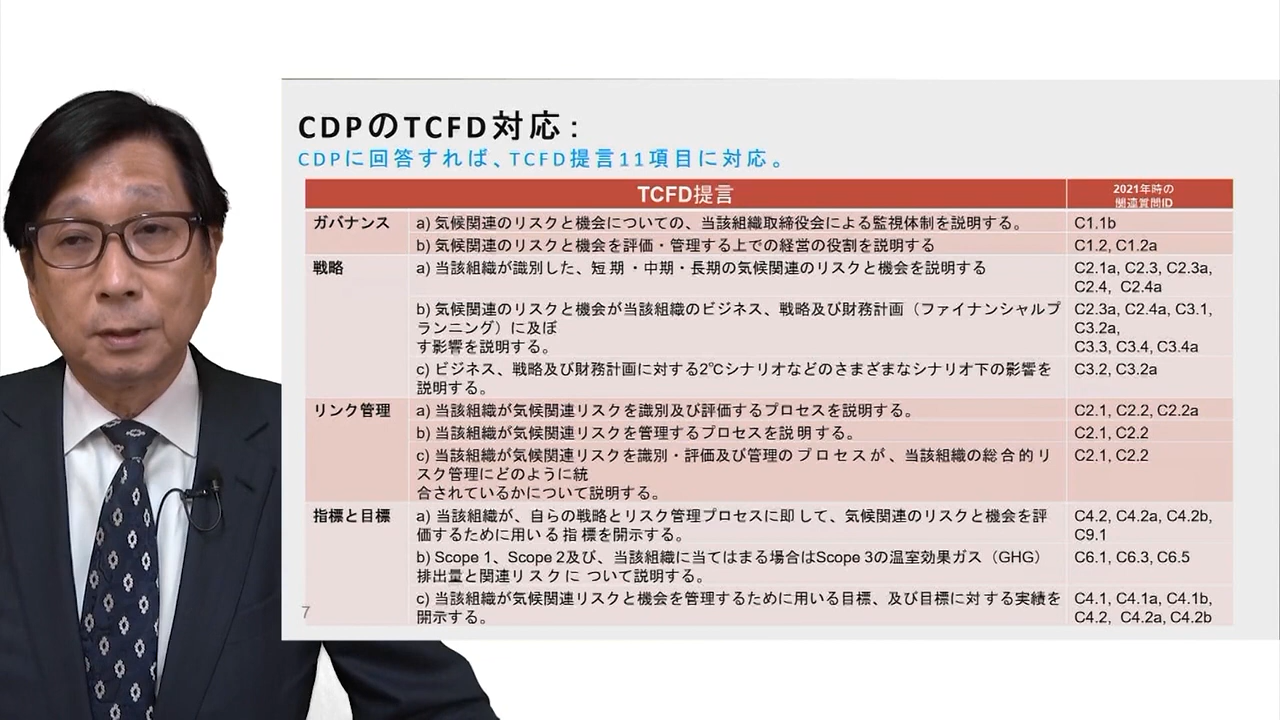 CDPのTCFD対応:
CDPに回答すれば、TCFD提言11項目に対応。
TCFD提言
2021年時の
関連質問ID
ガバナンス
a) 気候関連のリスクと機会についての、当該組織取締役会による監視体制を説明する。
C1.1b
b) 気候関連のリスクと機会を評価・管理する上での経営の役割を説明する
C1.2, C1.2a
戦略
a) 当該組織が識別した、短期・中期・長期の気候関連のリスクと機会を説明する
C2.1a, C2.3, C2.3a,
C2.4, C2.4a
b) 気候関連のリスクと機会が当該組織のビジネス、戦略及び財務計画（ファイナンシャルプ
ランニング）に及ぼ
す影響を説明する。
C2.3a, C2.4a, C3.1,
C3.2a,
C3.3, C3.4, C3.4a
c) ビジネス、戦略及び財務計画に対する2℃シナリオなどのさまざまなシナリオ下の影響を
説明する。
C3.2, C3.2a
リンク管理
a) 当該組織が気候関連リスクを識別及び評価するプロセスを説明する。
C2.1, C2.2, C2.2a
b) 当該組織が気候関連リスクを管理するプロセスを説明する。
C2.1, C2.2
c) 当該組織が気候関連リスクを識別・評価及び管理のプロセスが、当該組織の総合的リ
スク管理にどのように統
合されているかについて説明する。
C2.1, C2.2
指標と目標
a) 当該組織が、自らの戦略とリスク管理プロセスに即して、気候関連のリスクと機会を評
価するために用いる指標を開示する。
C4.2, C4.2a, C4.2b,
C9.1
b) Scope 1、Scope 2及び、当該組織に当てはまる場合はScope 3の温室効果ガス（GHG）
排出量と関連リスクに ついて説明する。
C6.1, C6.3, C6.5
c) 当該組織が気候関連リスクと機会を管理するために用いる目標、及び目標に対する実績を
開示する。
C4.1, C4.1a, C4.1b,
C4.2, C4.2a, C4.2b
7